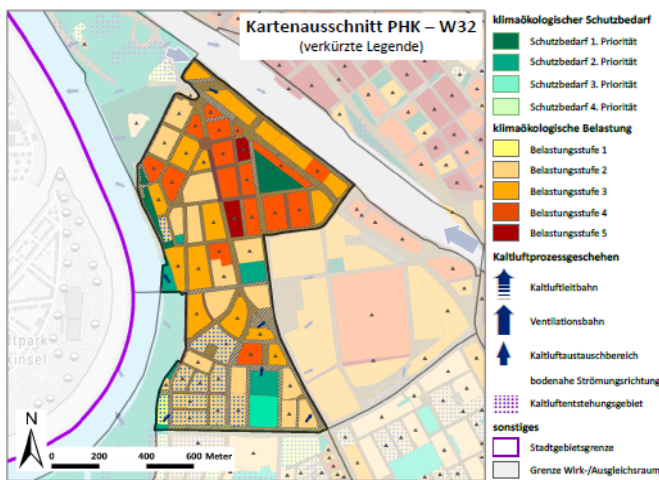 Kartenausschnitt PHK – W32
(verkürzte Legende)
klimaökologischer Schutzbedarf
Schutzbedarf 1. Priorität
Schutzbedarf 2. Priorität
Schutzbedarf 3. Priorität
Schutzbedarf 4. Priorität
klimaökologische Belastung
Belastungsstufe 1
Belastungsstufe 2
Belastungsstufe 3
Belastungsstufe 4
Belastungsstufe 5
Kaltluftprozessgeschehen
Kaltluftleitbahn
Ventilationsbahn
Kaltluftaustauschbereich
bodennahe Strömungsrichtung
Kaltluftentstehungsgebiet
sonstiges
Stadtgebietsgrenze
Grenze Wirk-/Ausgleichsraum
dtpark
kinsel
N
0 200 400 600 Meter